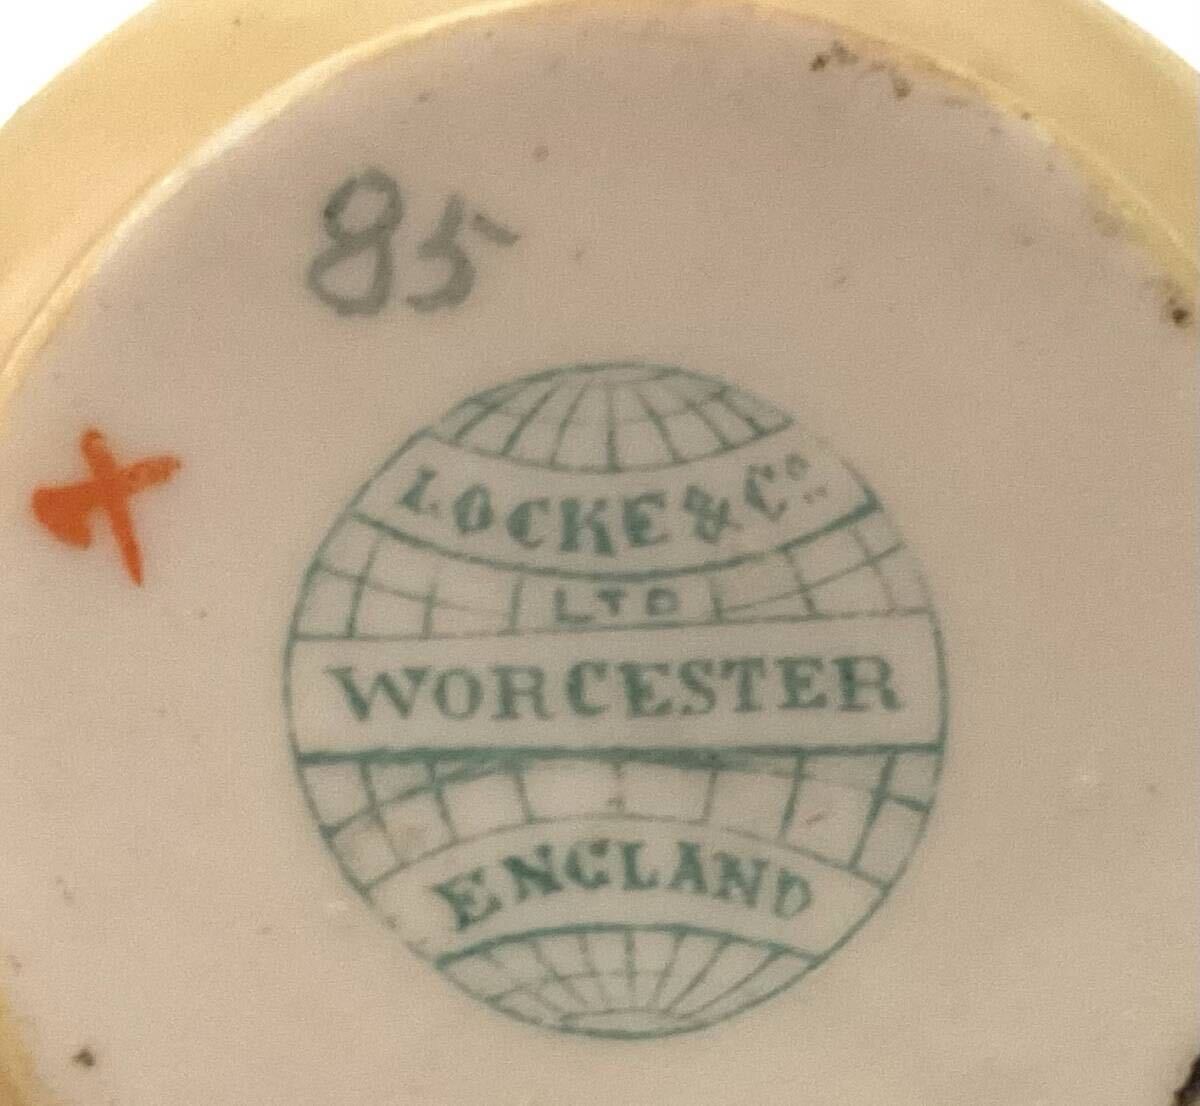 85
LOCKE & Co.
LTD
WORCESTER
ENGLAND